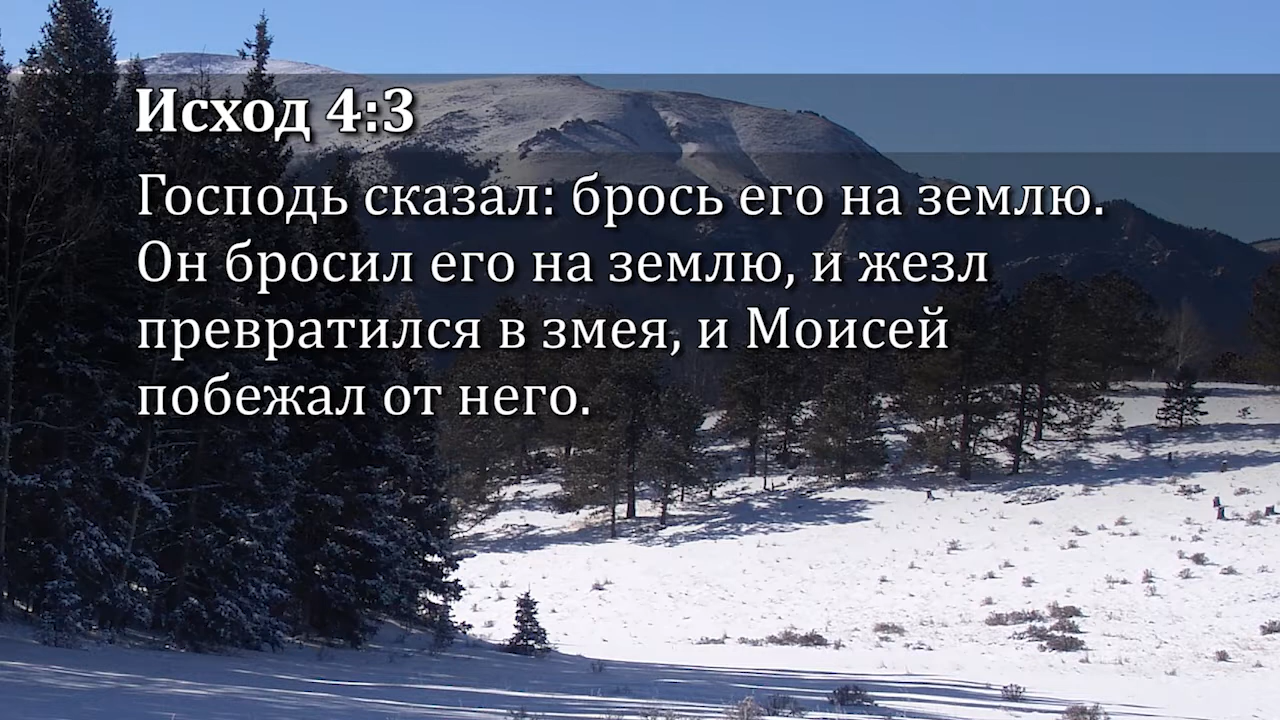 Исход 4:3
Господь сказал: брось его на землю.
Он бросил его на землю, и жезл
превратился в змея, и Моисей
побежал от него.